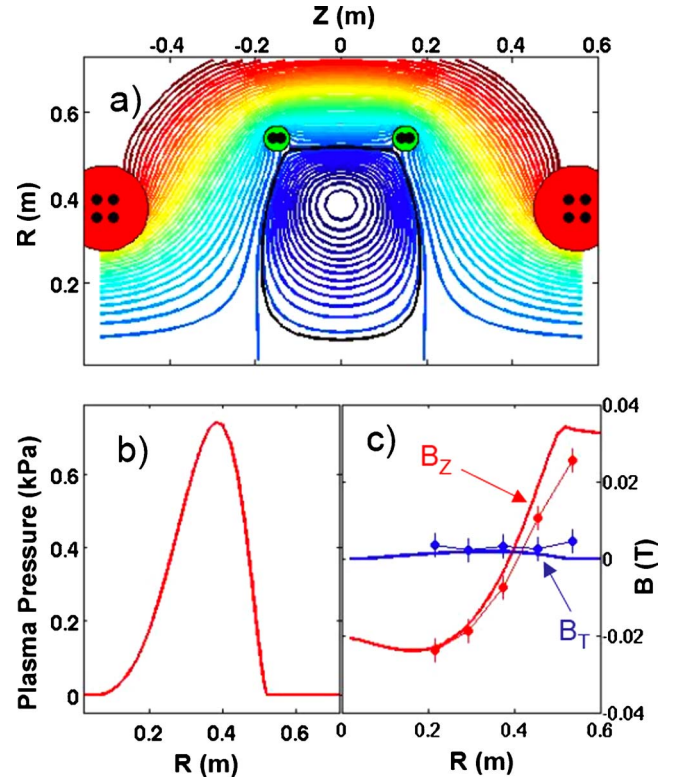 Z (m)
-0.4 -0.2 0 0.2 0.4 0.6
a)
R (m)
0.6
0.4
0.2
b)
Plasma Pressure (kPa)
0.6
0.4
0.2
0
0.2 0.4 0.6
R (m)
c)
B_Z
B_T
B (T)
0.04
0.02
0
-0.02
-0.04
0 0.2 0.4 0.6
R (m)